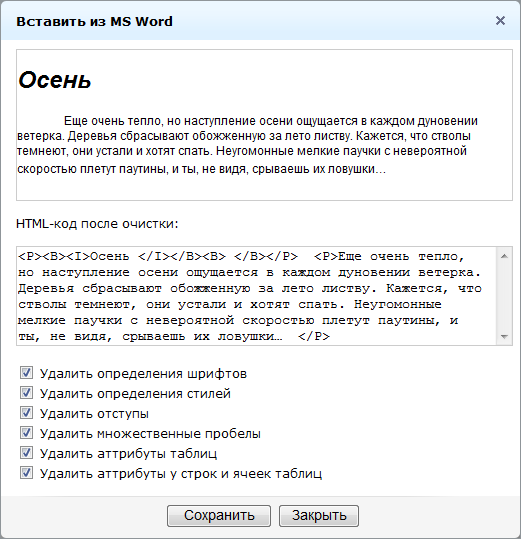 Вставить из MS Word
Осень
Еще очень тепло, но наступление осени ощущается в каждом дуновении
ветерка. Деревья сбрасывают обожженную за лето листву. Кажется, что стволы
темнеют, они устали и хотят спать. Неугомонные мелкие паучки с невероятной
скоростью плетут паутины, и ты, не видя, срываешь их ловушки…
HTML-код после очистки:
<P><B><I>Осень </I></B><B> </B></P>  <P>Еще очень тепло,
но наступление осени ощущается в каждом дуновении ветерка.
Деревья сбрасывают обожженную за лето листву. Кажется, что
стволы темнеют, они устали и хотят спать. Неугомонные
мелкие паучки с невероятной скоростью плетут паутины, и
ты, не видя, срываешь их ловушки…  </P>
Удалить определения шрифтов
Удалить определения стилей
Удалить отступы
Удалить множественные пробелы
Удалить аттрибуты таблиц
Удалить аттрибуты у строк и ячеек таблиц
Сохранить
Закрыть